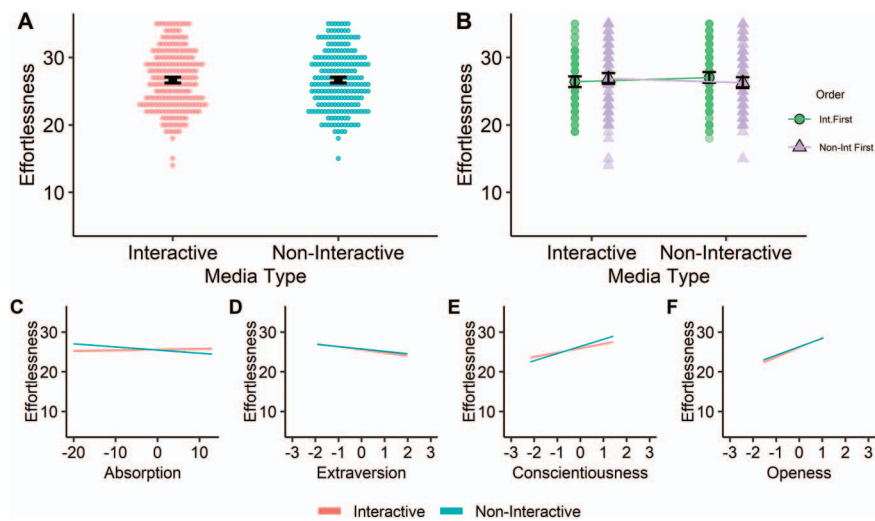 A
Effortlessness
30
20
10
Interactive
Non-Interactive
Media Type
B
Effortlessness
30
20
10
Interactive
Non-Interactive
Media Type
Order
Int.First
Non-Int First
C
Effortlessness
30
20
10
-20
-10
0
10
Absorption
D
Effortlessness
30
20
10
-3 -2 -1 0 1 2 3
Extraversion
E
Effortlessness
30
20
10
-3 -2 -1 0 1 2 3
Conscientiousness
F
Effortlessness
30
20
10
-3 -2 -1 0 1 2 3
Openess
Interactive
Non-Interactive